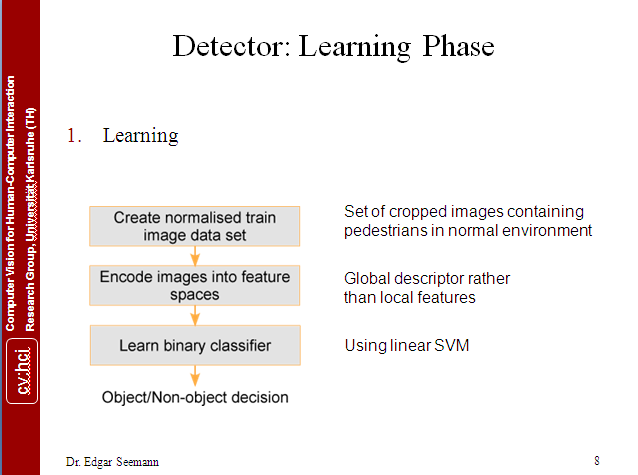 Detector: Learning Phase
Computer Vision for Human-Computer Interaction
Research Group, Universität Karlsruhe (TH)
cv:hci
1. Learning
Create normalised train
image data set
Set of cropped images containing
pedestrians in normal environment
Encode images into feature
spaces
Global descriptor rather
than local features
Learn binary classifier
Using linear SVM
Object/Non-object decision
Dr. Edgar Seemann
8